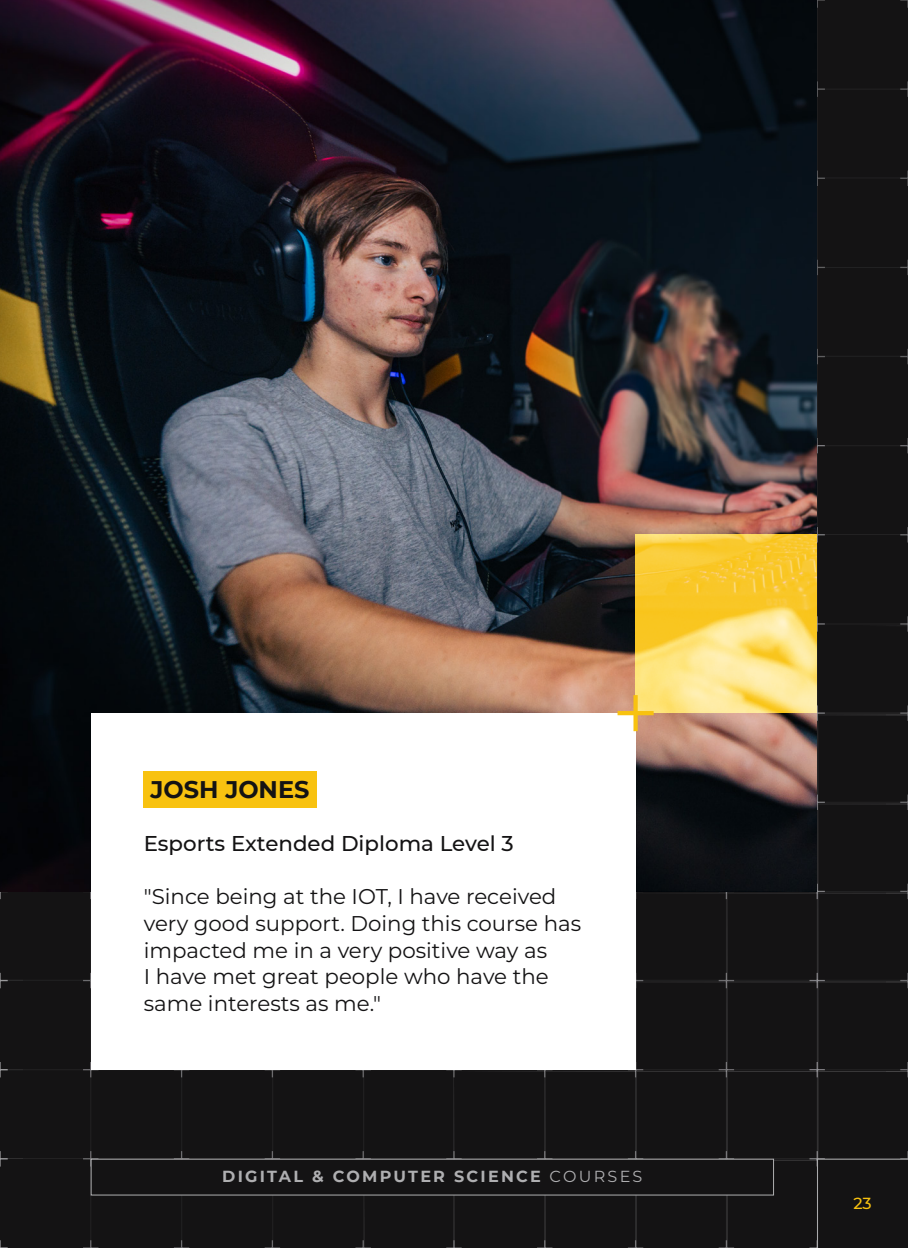 JOSH JONES
Esports Extended Diploma Level 3
"Since being at the IOT, I have received
very good support. Doing this course has
impacted me in a very positive way as
I have met great people who have the
same interests as me."
DIGITAL & COMPUTER SCIENCE COURSES
23